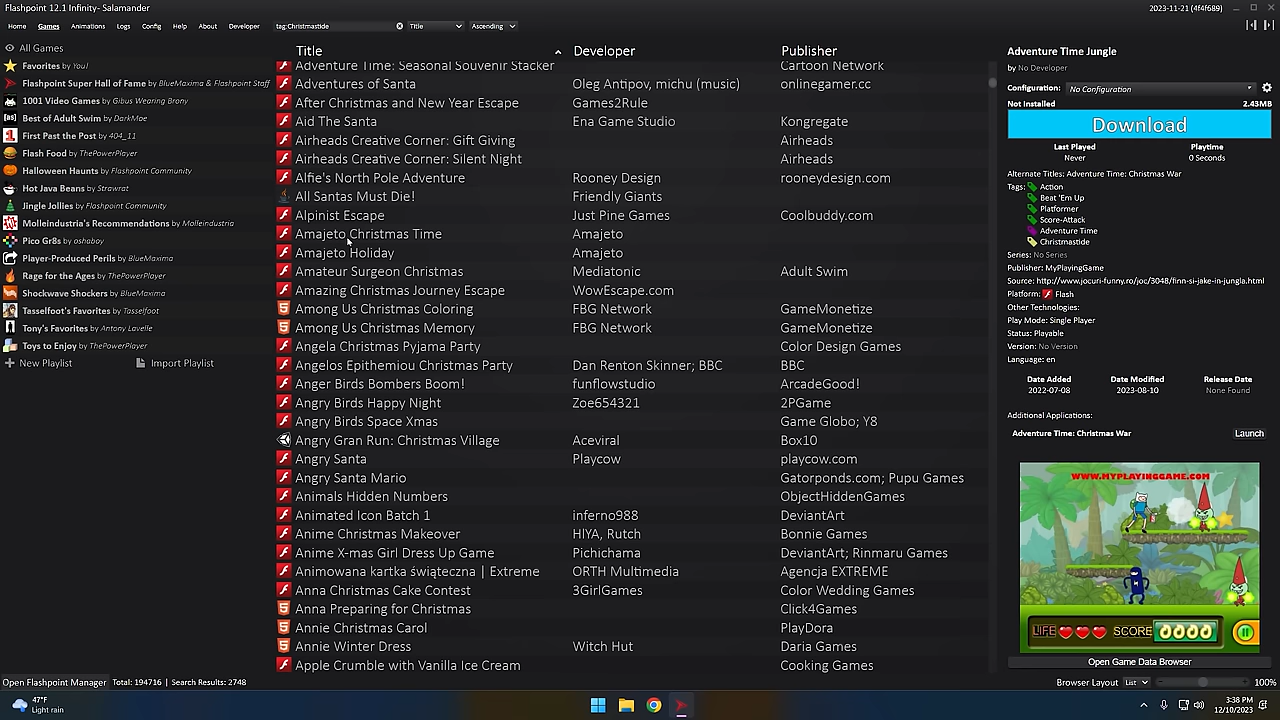 Flashpoint 12.1 Infinity- Salamander
2023-11-21 (4f4f689)
Home Games Animations Logs Config Help About Developer
tag:Christmastide Title Ascending
All Games
Favorites by You!
Flashpoint Super Hall of Fame by BlueMaxima & Flashpoint Staff
1001 Video Games by Gibus Wearing Brony
Best of Adult Swim by DarkMoe
First Past the Post by 404_11
Flash Food by ThePowerPlayer
Halloween Haunts by Flashpoint Community
Hot Java Beans by Strawrat
Jingle Jollies by Flashpoint Community
Molleindustria's Recommendations by Molleindustria
Pico Gr8s by oshaboy
Player-Produced Perils by BlueMaxima
Rage for the Ages by ThePowerPlayer
Shockwave Shockers by BlueMaxima
Tasselfoot's Favorites by Tasselfoot
Tony's Favorites by Antony Lavelle
Toys to Enjoy by ThePowerPlayer
New Playlist Import Playlist
Title Developer Publisher
Adventure Time: Seasonal Souvenir Stacker Cartoon Network
Adventures of Santa Oleg Antipov, michu (music) onlinegamer.cc
After Christmas and New Year Escape Games2Rule
Aid The Santa Ena Game Studio Kongregate
Airheads Creative Corner: Gift Giving Airheads
Airheads Creative Corner: Silent Night Airheads
Alfie's North Pole Adventure Rooney Design rooneydesign.com
All Santas Must Die! Friendly Giants
Alpinist Escape Just Pine Games Coolbuddy.com
Amajeto Christmas Time Amajeto
Amajeto Holiday Amajeto
Amateur Surgeon Christmas Mediatonic Adult Swim
Amazing Christmas Journey Escape WowEscape.com
Among Us Christmas Coloring FBG Network GameMonetize
Among Us Christmas Memory FBG Network GameMonetize
Angela Christmas Pyjama Party Color Design Games
Angelos Epithemiou Christmas Party Dan Renton Skinner; BBC BBC
Anger Birds Bombers Boom! funflowstudio ArcadeGood!
Angry Birds Happy Night Zoe654321 2PGame
Angry Birds Space Xmas Game Globo; Y8
Angry Gran Run: Christmas Village Aceviral Box10
Angry Santa Playcow playcow.com
Angry Santa Mario Gatorponds.com; Pupu Games
Animals Hidden Numbers ObjectHiddenGames
Animated Icon Batch 1 inferno988 DeviantArt
Anime Christmas Makeover HIYA, Rutch Bonnie Games
Anime X-mas Girl Dress Up Game Pichichama DeviantArt; Rinmaru Games
Animowana kartka świąteczna | Extreme ORTH Multimedia Agencja EXTREME
Anna Christmas Cake Contest 3GirlGames Color Wedding Games
Anna Preparing for Christmas Click4Games
Annie Christmas Carol PlayDora
Annie Winter Dress Witch Hut Daria Games
Apple Crumble with Vanilla Ice Cream Cooking Games
Adventure Time Jungle
by No Developer
Configuration: No Configuration
Not Installed 2.43MB
Download
Last Played Playtime
Never 0 Seconds
Alternate Titles: Adventure Time: Christmas War
Tags: Action
Beat 'Em Up
Platformer
Score-Attack
Adventure Time
Christmastide
Series: No Series
Publisher: MyPlayingGame
Source: http://www.jocuri-funny.ro/joc/3048/finn-si-jake-in-jungla.html
Platform: Flash
Other Technologies:
Play Mode: Single Player
Status: Playable
Version: No Version
Language: en
Date Added Date Modified Release Date
2022-07-08 2023-08-10 None Found
Additional Applications:
Adventure Time: Christmas War Launch
WWW.MYPLAYINGGAME.COM
LIFE SCORE 0000
Open Game Data Browser
Open Flashpoint Manager Total: 194716 | Search Results: 2748
Browser Layout List 100%
47°F
Light rain
3:38 PM
12/10/2023